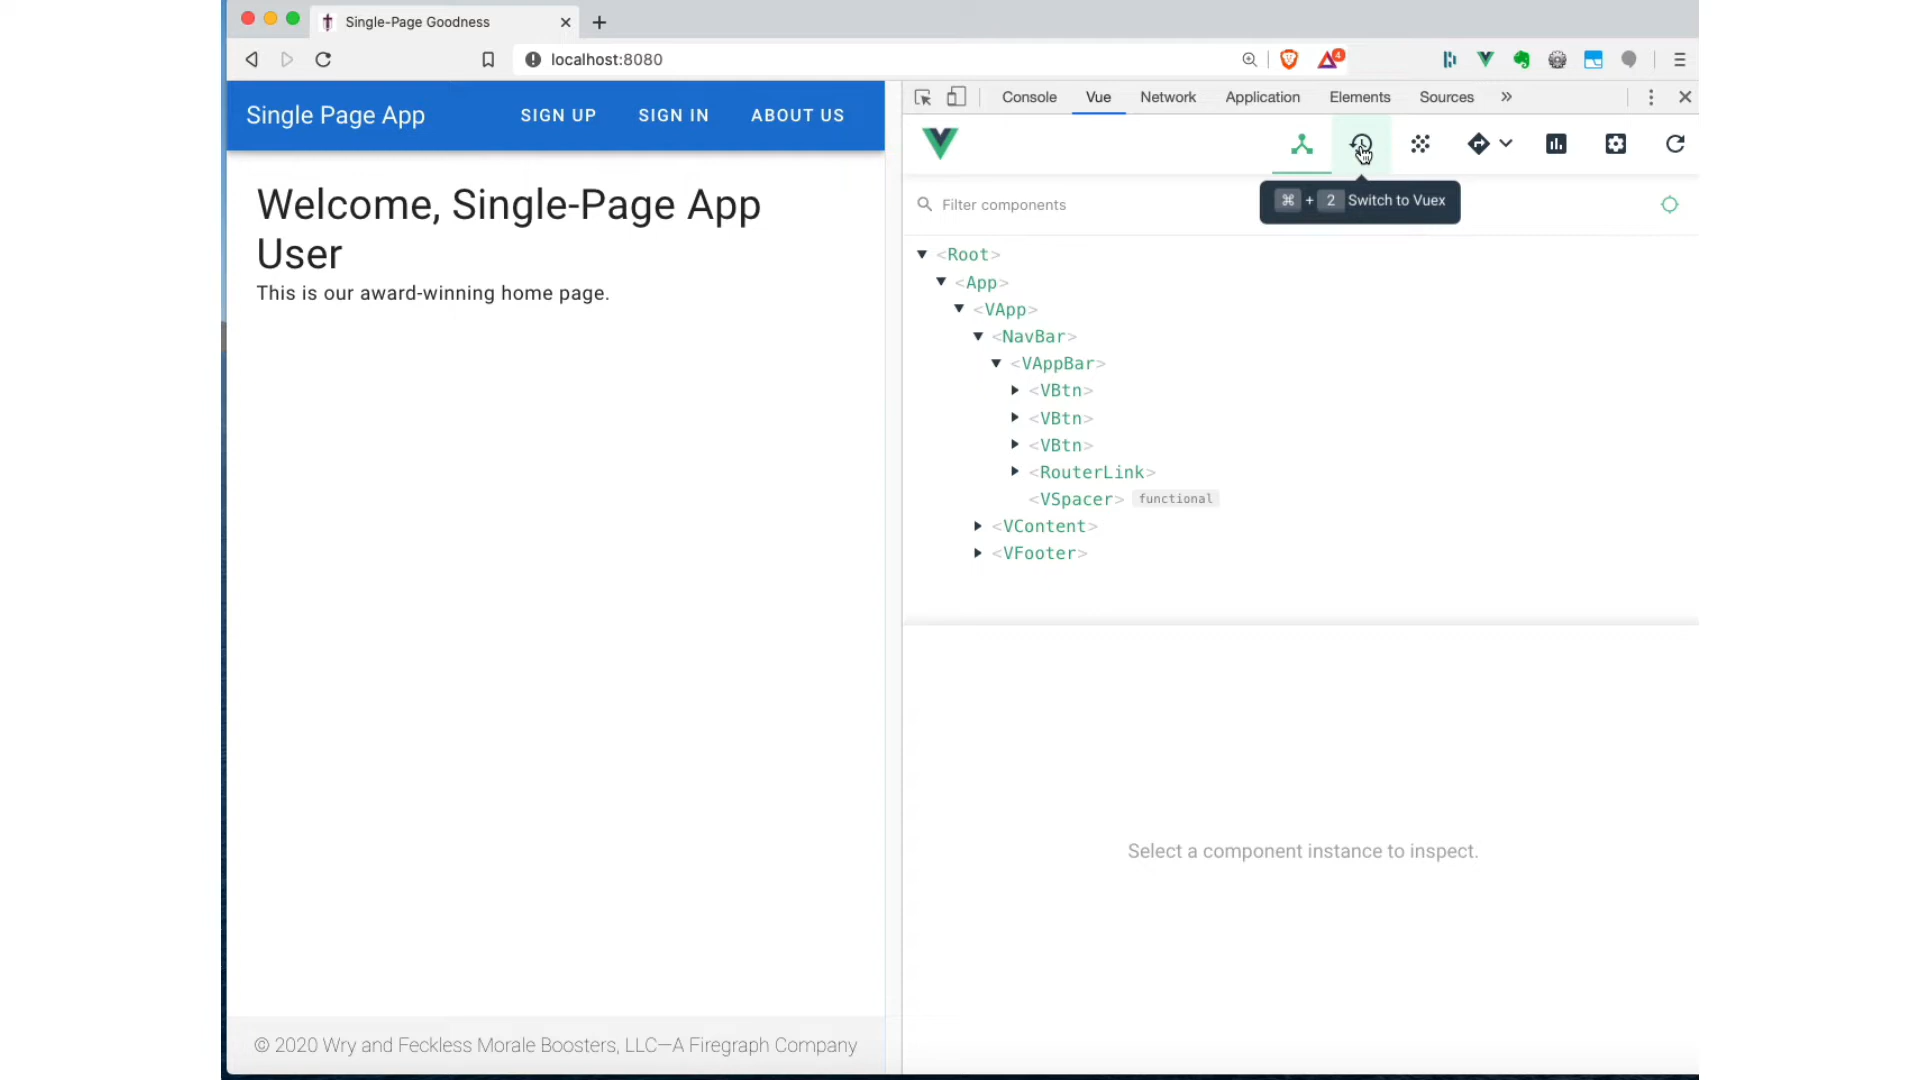 Single-Page Goodness
localhost:8080
4
Single Page App
SIGN UP
SIGN IN
ABOUT US
Welcome, Single-Page App
User
This is our award-winning home page.
© 2020 Wry and Feckless Morale Boosters, LLC—A Firegraph Company
Console
Vue
Network
Application
Elements
Sources
»
⌘ + 2 Switch to Vuex
Filter components
<Root>
<App>
<VApp>
<NavBar>
<VAppBar>
<VBtn>
<VBtn>
<VBtn>
<RouterLink>
<VSpacer> functional
<VContent>
<VFooter>
Select a component instance to inspect.